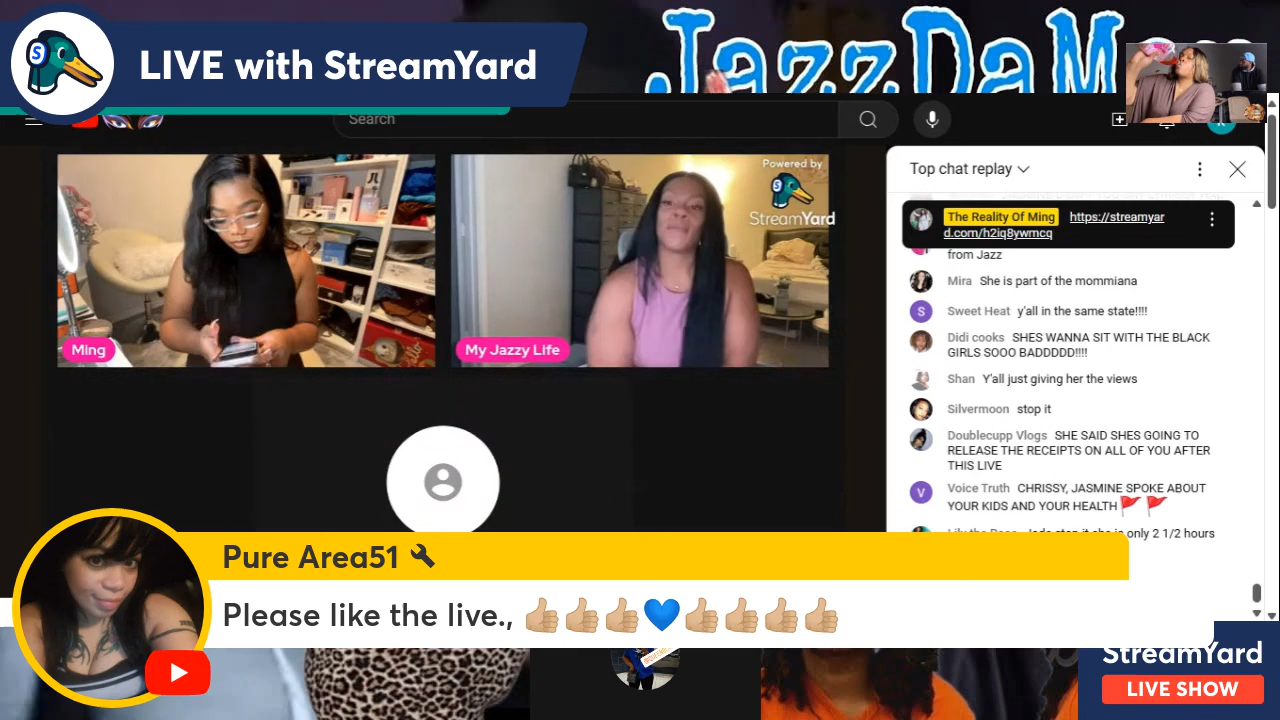 LIVE with StreamYard
JazzDaM
Search
Powered by
StreamYard
Ming
My Jazzy Life
Top chat replay
The Reality Of Ming https://streamyar
d.com/h2iq8ywmcq
from Jazz
Mira She is part of the mommiana
Sweet Heat y'all in the same state!!!!
Didi cooks SHES WANNA SIT WITH THE BLACK
GIRLS SOOO BADDDDD!!!!
Shan Y'all just giving her the views
Silvermoon stop it
Doublecupp Vlogs SHE SAID SHES GOING TO
RELEASE THE RECEIPTS ON ALL OF YOU AFTER
THIS LIVE
Voice Truth CHRISSY, JASMINE SPOKE ABOUT
YOUR KIDS AND YOUR HEALTH🚩🚩
only 2 1/2 hours
Pure Area51
Please like the live., 👍🏼👍🏼👍🏼💙👍🏼👍🏼👍🏼👍🏼
StreamYard
LIVE SHOW